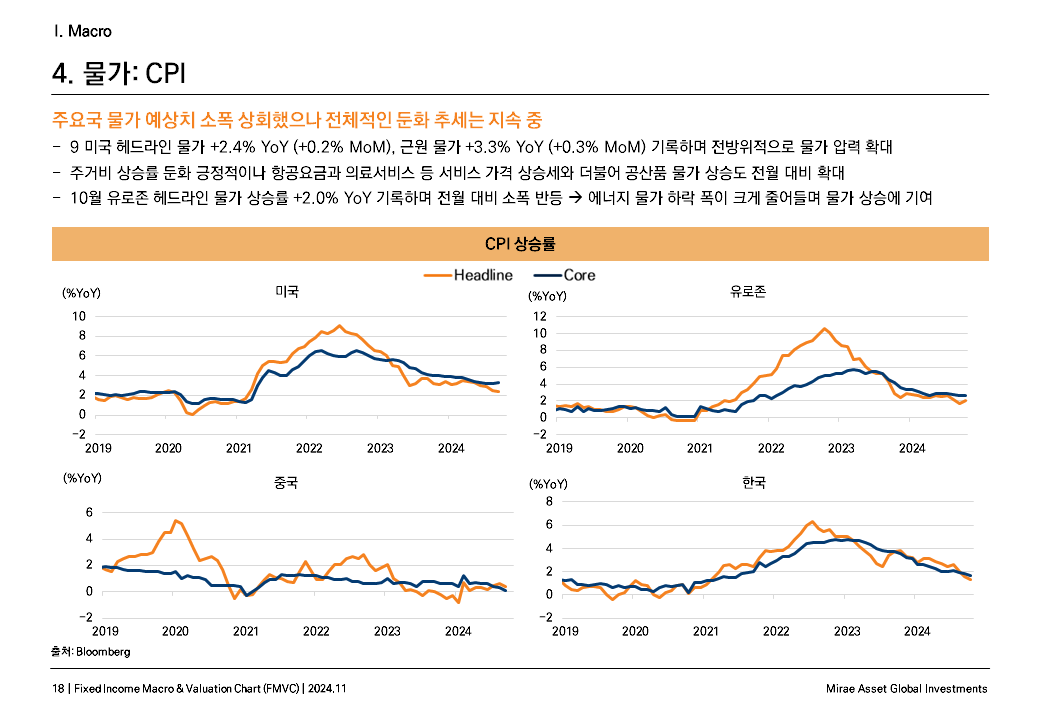 I. Macro
4. 물가: CPI
주요국 물가 예상치 소폭 상회했으나 전체적인 둔화 추세는 지속 중
- 9 미국 헤드라인 물가 +2.4% YoY (+0.2% MoM), 근원 물가 +3.3% YoY (+0.3% MoM) 기록하며 전방위적으로 물가 압력 확대
- 주거비 상승률 둔화 긍정적이나 항공요금과 의료서비스 등 서비스 가격 상승세와 더불어 공산품 물가 상승도 전월 대비 확대
- 10월 유로존 헤드라인 물가 상승률 +2.0% YoY 기록하며 전월 대비 소폭 반등 → 에너지 물가 하락 폭이 크게 줄어들며 물가 상승에 기여
CPI 상승률
Headline Core
(%YoY) 미국
10
8
6
4
2
0
-2
2019 2020 2021 2022 2023 2024
(%YoY) 유로존
12
10
8
6
4
2
0
-2
2019 2020 2021 2022 2023 2024
(%YoY) 중국
6
4
2
0
-2
2019 2020 2021 2022 2023 2024
(%YoY) 한국
8
6
4
2
0
-2
2019 2020 2021 2022 2023 2024
출처: Bloomberg
18 | Fixed Income Macro & Valuation Chart (FMVC) | 2024.11
Mirae Asset Global Investments